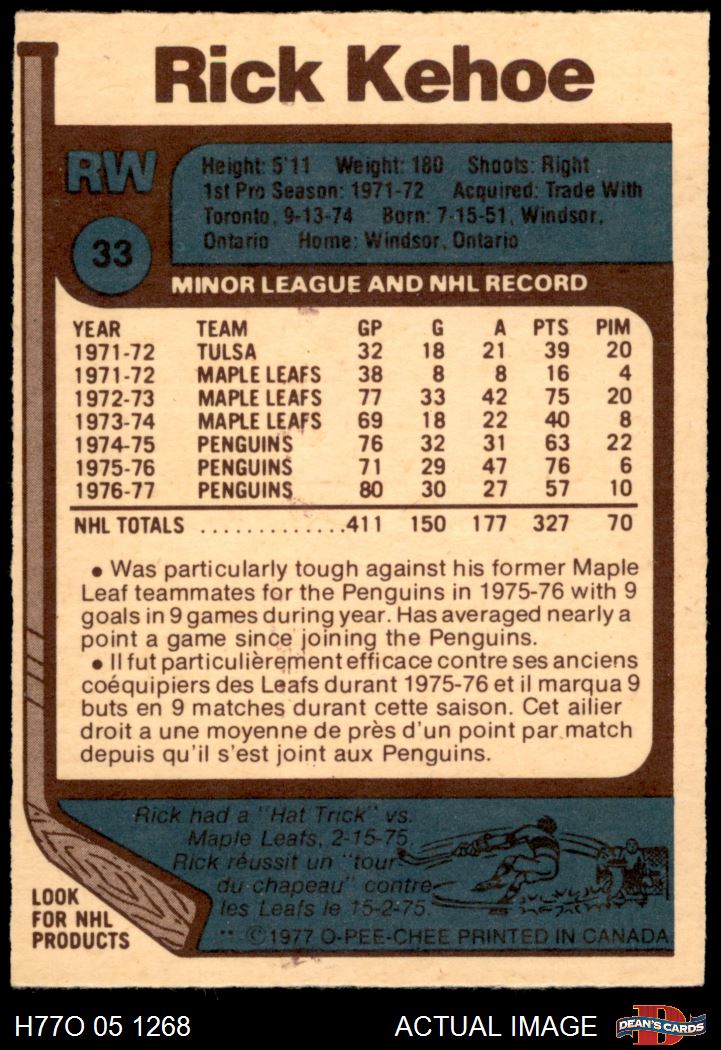 Rick Kehoe
RW
Height: 5'11 Weight: 180 Shoots: Right
1st Pro Season: 1971-72 Acquired: Trade With
Toronto, 9-13-74 Born: 7-15-51, Windsor,
Ontario Home: Windsor, Ontario
33
MINOR LEAGUE AND NHL RECORD
YEAR TEAM GP G A PTS PIM
1971-72 TULSA 32 18 21 39 20
1971-72 MAPLE LEAFS 38 8 8 16 4
1972-73 MAPLE LEAFS 77 33 42 75 20
1973-74 MAPLE LEAFS 69 18 22 40 8
1974-75 PENGUINS 76 32 31 63 22
1975-76 PENGUINS 71 29 47 76 6
1976-77 PENGUINS 80 30 27 57 10
NHL TOTALS .............411 150 177 327 70
• Was particularly tough against his former Maple
Leaf teammates for the Penguins in 1975-76 with 9
goals in 9 games during year. Has averaged nearly a
point a game since joining the Penguins.
• Il fut particulièrement efficace contre ses anciens
coéquipiers des Leafs durant 1975-76 et il marqua 9
buts en 9 matches durant cette saison. Cet ailier
droit a une moyenne de près d'un point par match
depuis qu'il s'est joint aux Penguins.
Rick had a "Hat Trick" vs.
Maple Leafs, 2-15-75.
Rick réussit un "tour
du chapeau" contre
les Leafs le 15-2-75.
LOOK
FOR NHL
PRODUCTS
** ©1977 O-PEE-CHEE PRINTED IN CANADA
H77O 05 1268 ACTUAL IMAGE
D
DEAN'S CARDS